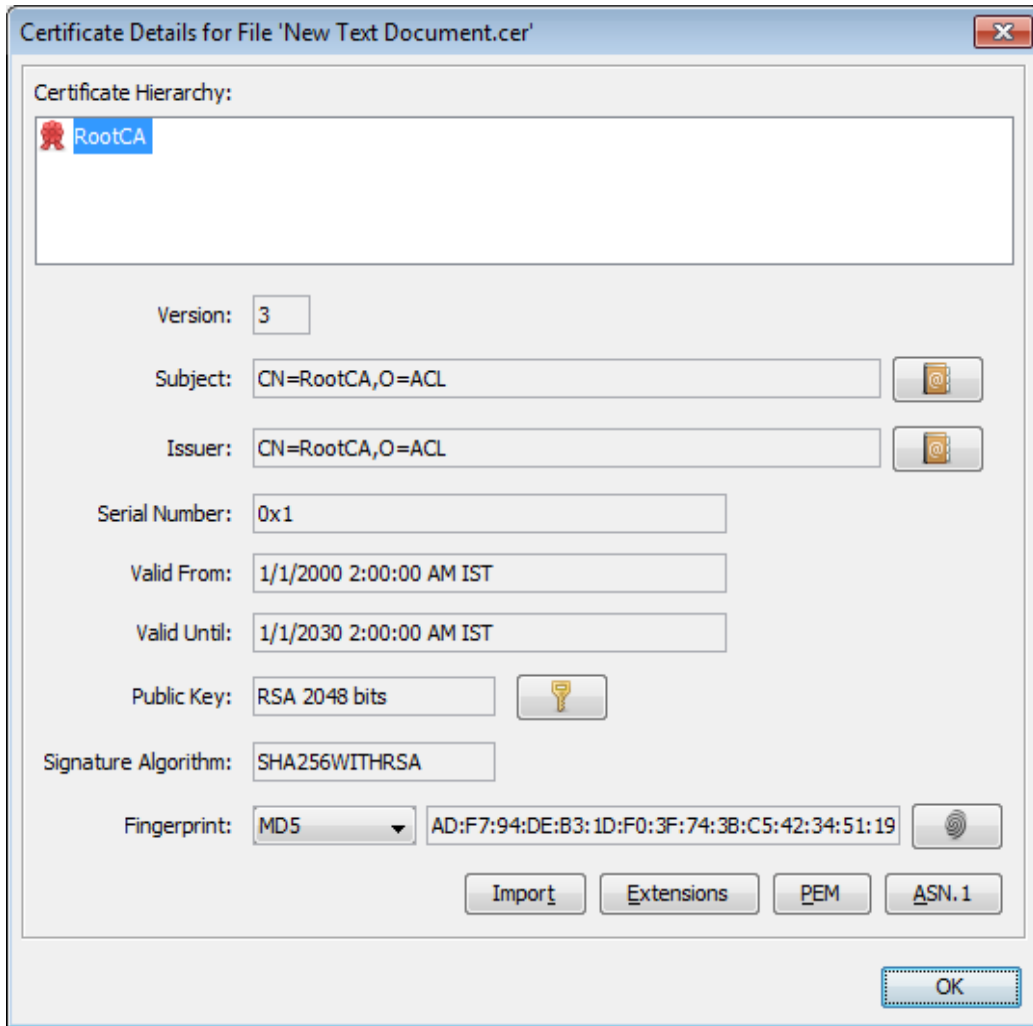 Certificate Details for File 'New Text Document.cer'
Certificate Hierarchy:
RootCA
Version: 3
Subject: CN=RootCA,O=ACL
Issuer: CN=RootCA,O=ACL
Serial Number: 0x1
Valid From: 1/1/2000 2:00:00 AM IST
Valid Until: 1/1/2030 2:00:00 AM IST
Public Key: RSA 2048 bits
Signature Algorithm: SHA256WITHRSA
Fingerprint: MD5 AD:F7:94:DE:B3:1D:F0:3F:74:3B:C5:42:34:51:19
Import Extensions PEM ASN.1
OK